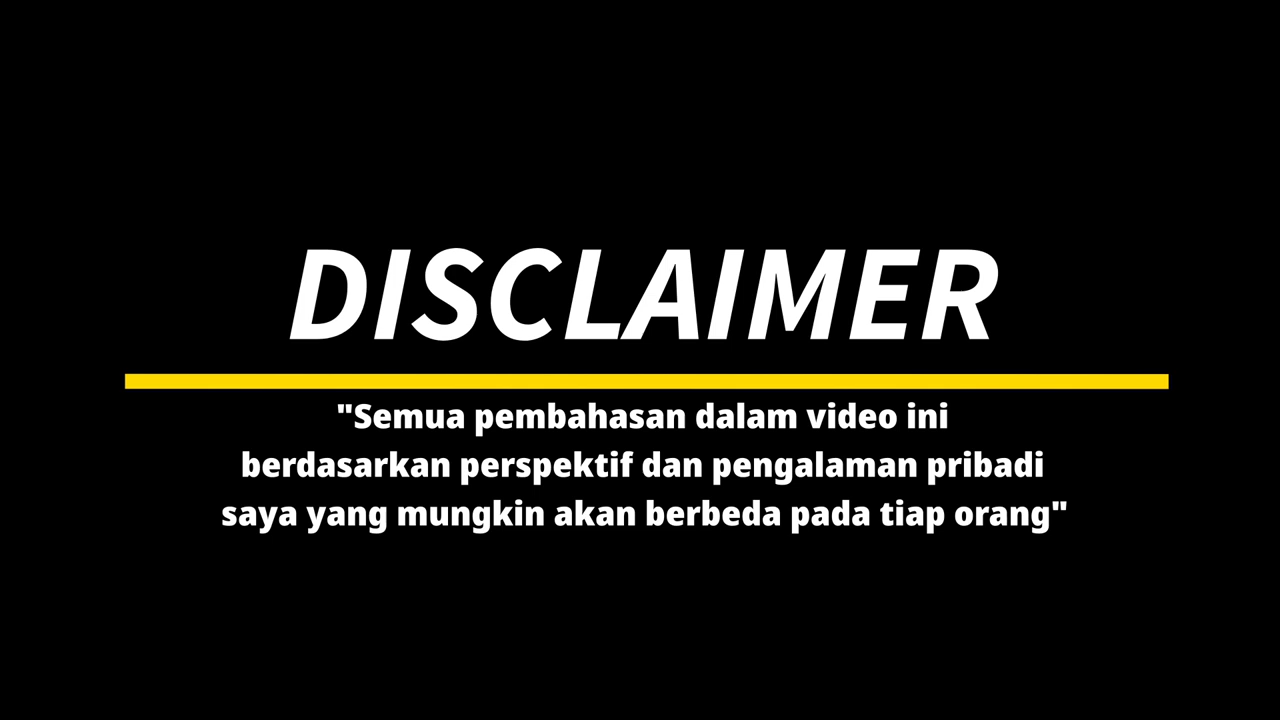 DISCLAIMER
"Semua pembahasan dalam video ini
berdasarkan perspektif dan pengalaman pribadi
saya yang mungkin akan berbeda pada tiap orang"